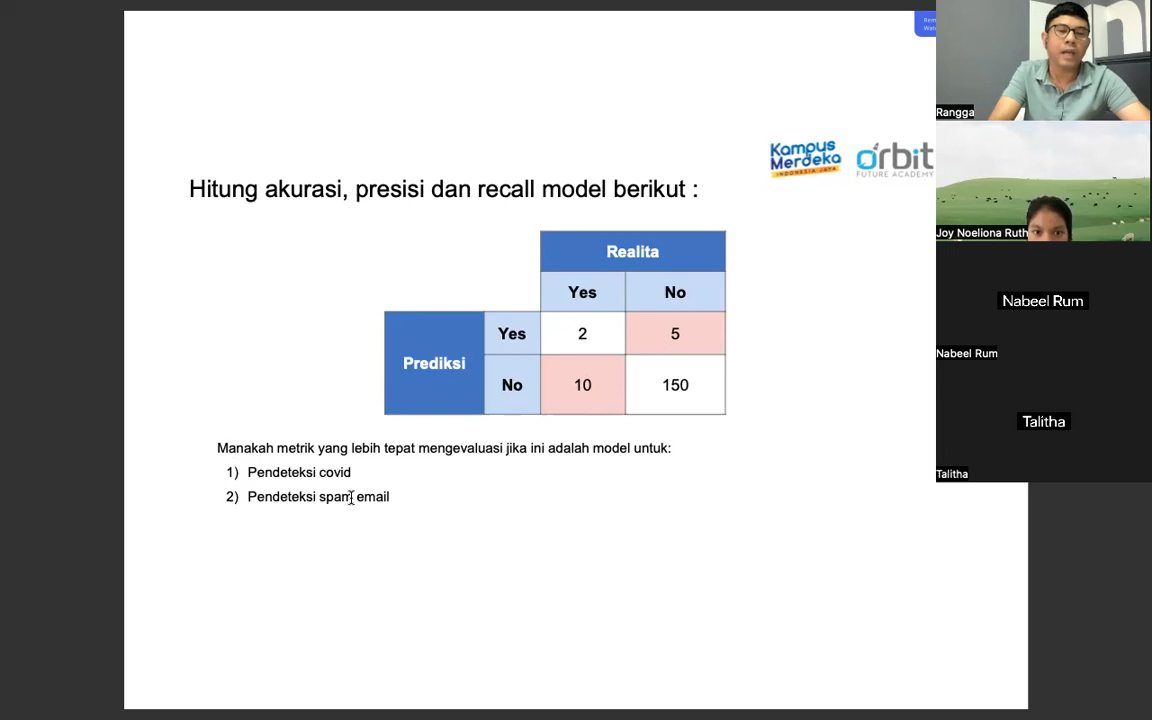 Rem
Wan
Rangga
Kampus
Merdeka
INDONESIA JAYA
orbit
FUTURE ACADEMY
Hitung akurasi, presisi dan recall model berikut :
Realita
Yes No
Prediksi Yes 2 5
No 10 150
Manakah metrik yang lebih tepat mengevaluasi jika ini adalah model untuk:
1) Pendeteksi covid
2) Pendeteksi spam email
Joy Noeliona Ruth
Nabeel Rum
Nabeel Rum
Talitha
Talitha